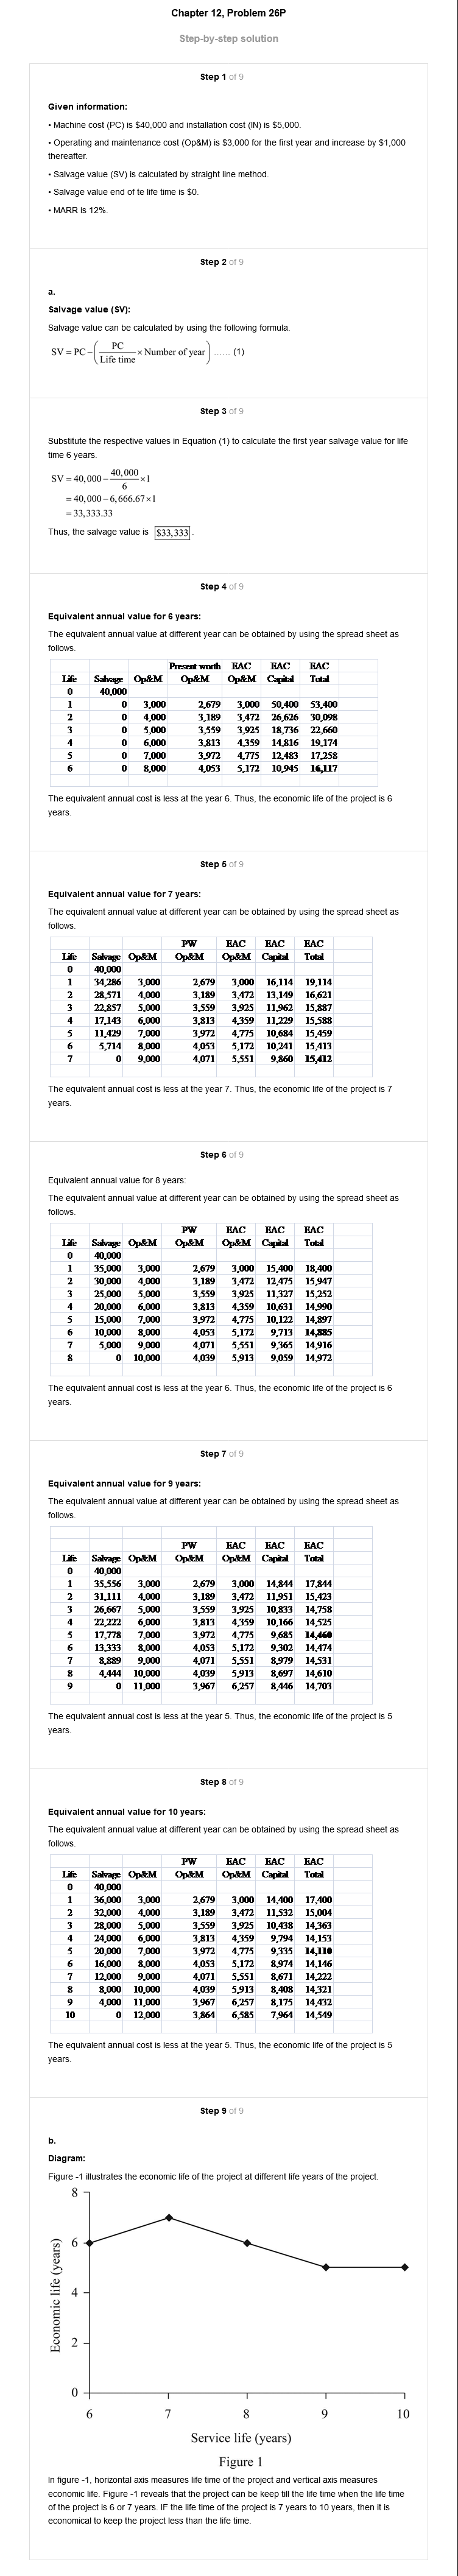 Chapter 12, Problem 26P
Step-by-step solution
Step 1 of 9
Given information:
• Machine cost (PC) is $40,000 and installation cost (IN) is $5,000.
• Operating and maintenance cost (Op&M) is $3,000 for the first year and increase by $1,000
thereafter.
• Salvage value (SV) is calculated by straight line method.
• Salvage value end of te life time is $0.
• MARR is 12%.
Step 2 of 9
a.
Salvage value (SV):
Salvage value can be calculated by using the following formula.
SV = PC − (PC / Life time × Number of year) ...... (1)
Step 3 of 9
Substitute the respective values in Equation (1) to calculate the first year salvage value for life
time 6 years.
SV = 40,000 − 40,000 / 6 × 1
= 40,000 − 6,666.67 × 1
= 33,333.33
Thus, the salvage value is $33,333.
Step 4 of 9
Equivalent annual value for 6 years:
The equivalent annual value at different year can be obtained by using the spread sheet as
follows.
Present worth EAC EAC EAC
Life Salvage Op&M Op&M Op&M Capital Total
0 40,000
1 0 3,000 2,679 3,000 50,400 53,400
2 0 4,000 3,189 3,472 26,626 30,098
3 0 5,000 3,559 3,925 18,736 22,660
4 0 6,000 3,813 4,359 14,816 19,174
5 0 7,000 3,972 4,775 12,483 17,258
6 0 8,000 4,053 5,172 10,945 16,117
The equivalent annual cost is less at the year 6. Thus, the economic life of the project is 6
years.
Step 5 of 9
Equivalent annual value for 7 years:
The equivalent annual value at different year can be obtained by using the spread sheet as
follows.
PW EAC EAC EAC
Life Salvage Op&M Op&M Op&M Capital Total
0 40,000
1 34,286 3,000 2,679 3,000 16,114 19,114
2 28,571 4,000 3,189 3,472 13,149 16,621
3 22,857 5,000 3,559 3,925 11,962 15,887
4 17,143 6,000 3,813 4,359 11,229 15,588
5 11,429 7,000 3,972 4,775 10,684 15,459
6 5,714 8,000 4,053 5,172 10,241 15,413
7 0 9,000 4,071 5,551 9,860 15,412
The equivalent annual cost is less at the year 7. Thus, the economic life of the project is 7
years.
Step 6 of 9
Equivalent annual value for 8 years:
The equivalent annual value at different year can be obtained by using the spread sheet as
follows.
PW EAC EAC EAC
Life Salvage Op&M Op&M Op&M Capital Total
0 40,000
1 35,000 3,000 2,679 3,000 15,400 18,400
2 30,000 4,000 3,189 3,472 12,475 15,947
3 25,000 5,000 3,559 3,925 11,327 15,252
4 20,000 6,000 3,813 4,359 10,631 14,990
5 15,000 7,000 3,972 4,775 10,122 14,897
6 10,000 8,000 4,053 5,172 9,713 14,885
7 5,000 9,000 4,071 5,551 9,365 14,916
8 0 10,000 4,039 5,913 9,059 14,972
The equivalent annual cost is less at the year 6. Thus, the economic life of the project is 6
years.
Step 7 of 9
Equivalent annual value for 9 years:
The equivalent annual value at different year can be obtained by using the spread sheet as
follows.
PW EAC EAC EAC
Life Salvage Op&M Op&M Op&M Capital Total
0 40,000
1 35,556 3,000 2,679 3,000 14,844 17,844
2 31,111 4,000 3,189 3,472 11,951 15,423
3 26,667 5,000 3,559 3,925 10,833 14,758
4 22,222 6,000 3,813 4,359 10,166 14,525
5 17,778 7,000 3,972 4,775 9,685 14,460
6 13,333 8,000 4,053 5,172 9,302 14,474
7 8,889 9,000 4,071 5,551 8,979 14,531
8 4,444 10,000 4,039 5,913 8,697 14,610
9 0 11,000 3,967 6,257 8,446 14,703
The equivalent annual cost is less at the year 5. Thus, the economic life of the project is 5
years.
Step 8 of 9
Equivalent annual value for 10 years:
The equivalent annual value at different year can be obtained by using the spread sheet as
follows.
PW EAC EAC EAC
Life Salvage Op&M Op&M Op&M Capital Total
0 40,000
1 36,000 3,000 2,679 3,000 14,400 17,400
2 32,000 4,000 3,189 3,472 11,532 15,004
3 28,000 5,000 3,559 3,925 10,438 14,363
4 24,000 6,000 3,813 4,359 9,794 14,153
5 20,000 7,000 3,972 4,775 9,335 14,110
6 16,000 8,000 4,053 5,172 8,974 14,146
7 12,000 9,000 4,071 5,551 8,671 14,222
8 8,000 10,000 4,039 5,913 8,408 14,321
9 4,000 11,000 3,967 6,257 8,175 14,432
10 0 12,000 3,864 6,585 7,964 14,549
The equivalent annual cost is less at the year 5. Thus, the economic life of the project is 5
years.
Step 9 of 9
b.
Diagram:
Figure -1 illustrates the economic life of the project at different life years of the project.
Economic life (years)
8
6
4
2
0
6 7 8 9 10
Service life (years)
Figure 1
In figure -1, horizontal axis measures life time of the project and vertical axis measures
economic life. Figure -1 reveals that the project can be keep till the life time when the life time
of the project is 6 or 7 years. IF the life time of the project is 7 years to 10 years, then it is
economical to keep the project less than the life time.